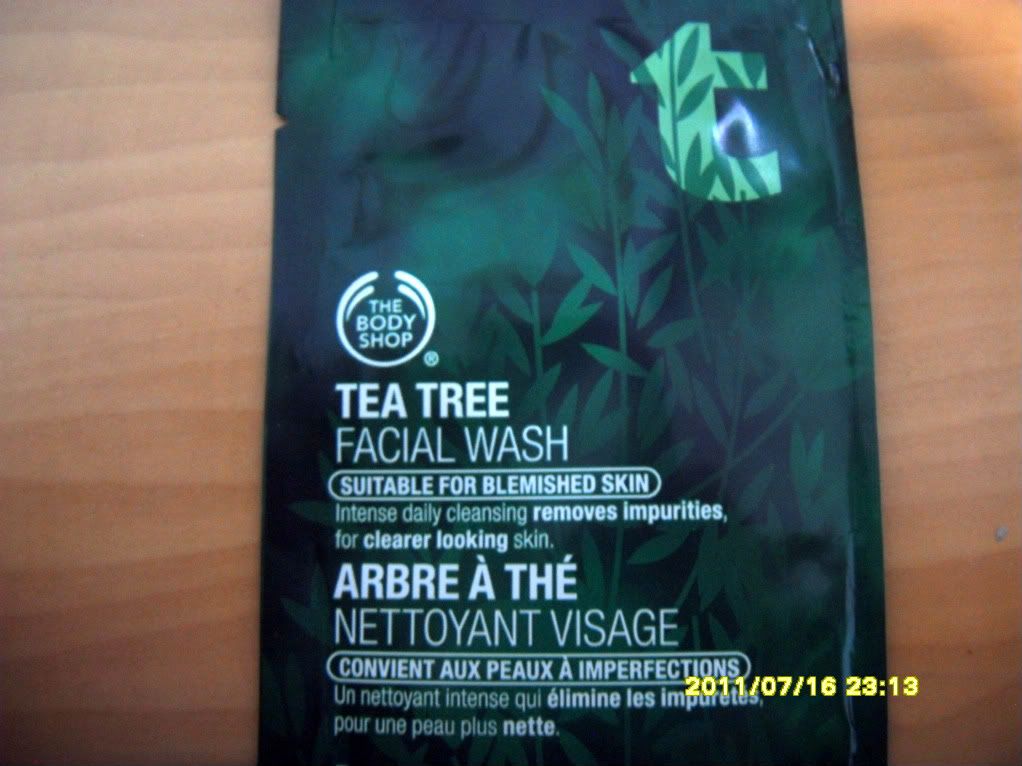 t
THE
BODY
SHOP
®
TEA TREE
FACIAL WASH
SUITABLE FOR BLEMISHED SKIN
Intense daily cleansing removes impurities,
for clearer looking skin.
ARBRE À THÉ
NETTOYANT VISAGE
CONVIENT AUX PEAUX À IMPERFECTIONS
Un nettoyant intense qui élimine les impuretés,
pour une peau plus nette.
2011/07/16 23:13